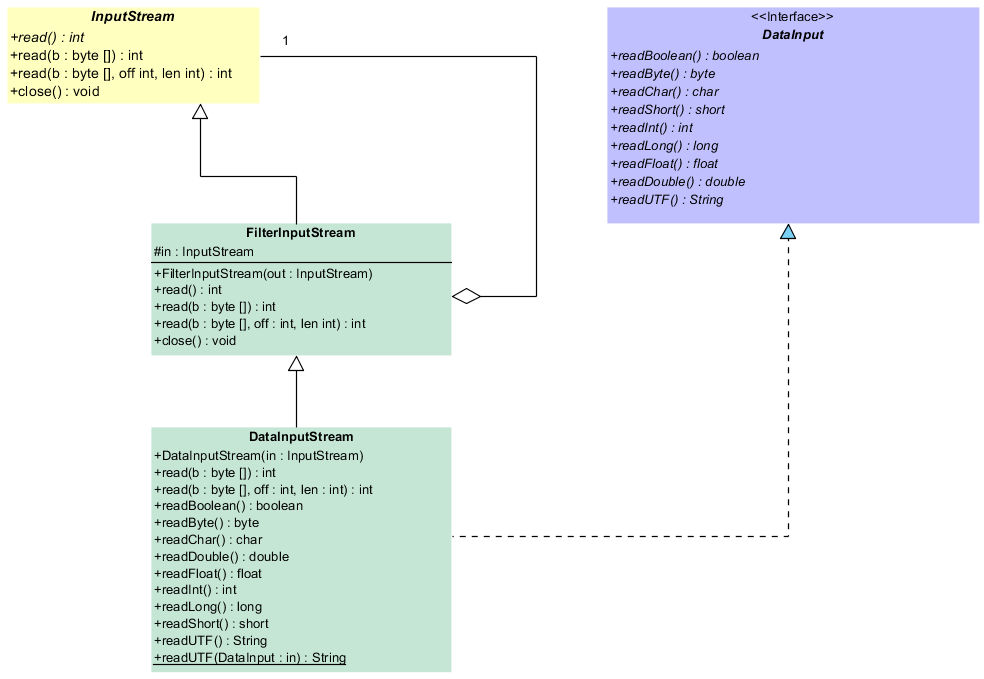 InputStream
+read() : int
+read(b : byte []) : int
+read(b : byte [], off int, len int) : int
+close() : void
1
<<Interface>>
DataInput
+readBoolean() : boolean
+readByte() : byte
+readChar() : char
+readShort() : short
+readInt() : int
+readLong() : long
+readFloat() : float
+readDouble() : double
+readUTF() : String
FilterInputStream
#in : InputStream
+FilterInputStream(out : InputStream)
+read() : int
+read(b : byte []) : int
+read(b : byte [], off : int, len int) : int
+close() : void
DataInputStream
+DataInputStream(in : InputStream)
+read(b : byte []) : int
+read(b : byte [], off : int, len : int) : int
+readBoolean() : boolean
+readByte() : byte
+readChar() : char
+readDouble() : double
+readFloat() : float
+readInt() : int
+readLong() : long
+readShort() : short
+readUTF() : String
+readUTF(DataInput : in) : String